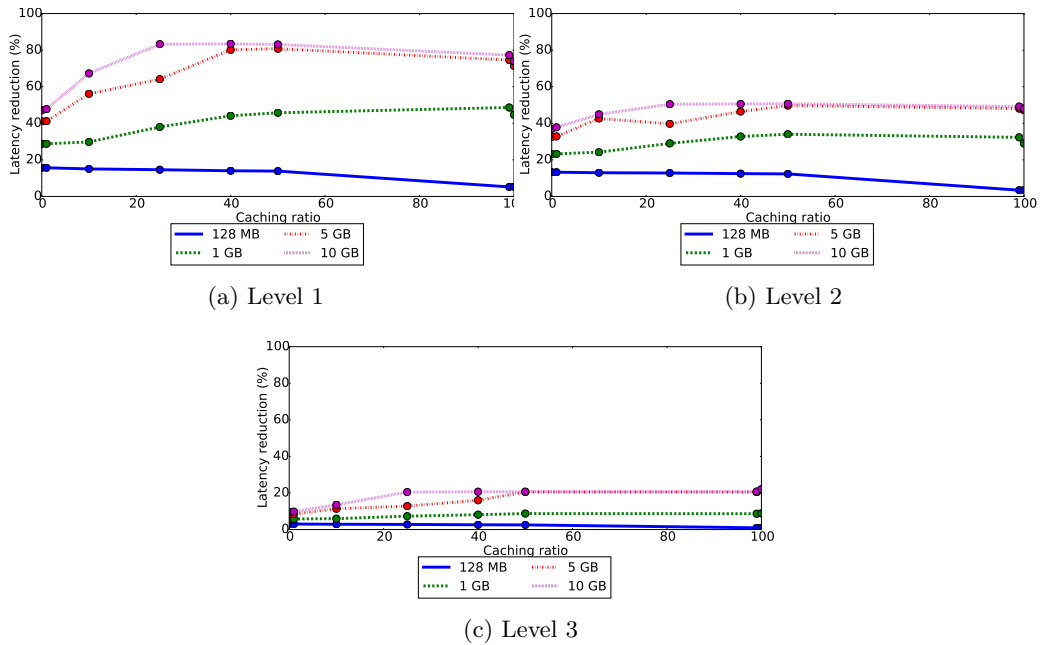 100
80
60
40
20
0
Latency reduction (%)
0 20 40 60 80 10
Caching ratio
128 MB 5 GB
1 GB 10 GB
(a) Level 1
100
80
60
40
20
0
Latency reduction (%)
0 20 40 60 80 100
Caching ratio
128 MB 5 GB
1 GB 10 GB
(b) Level 2
100
80
60
40
20
0
Latency reduction (%)
0 20 40 60 80 100
Caching ratio
128 MB 5 GB
1 GB 10 GB
(c) Level 3